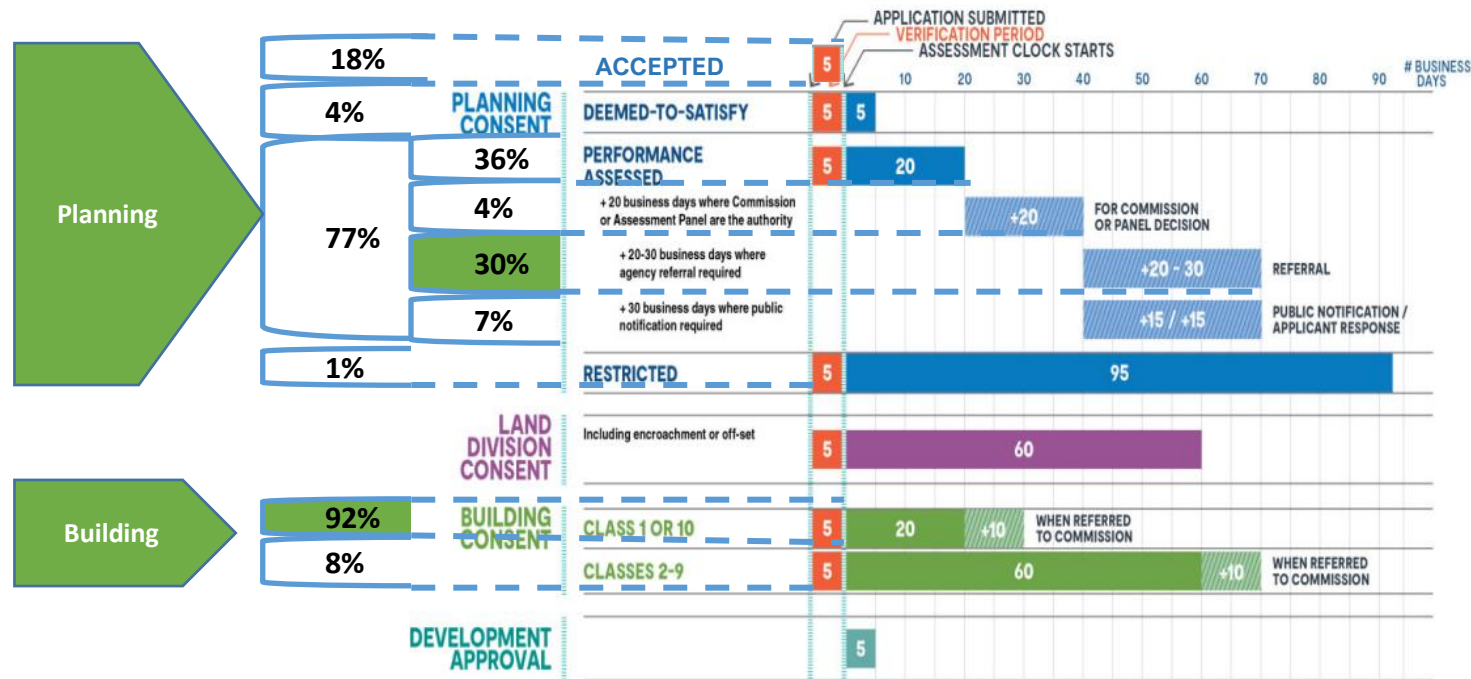 APPLICATION SUBMITTED
VERIFICATION PERIOD
ASSESSMENT CLOCK STARTS
# BUSINESS
DAYS
10 20 30 40 50 60 70 80 90
18%
ACCEPTED
5
4%
PLANNING
CONSENT
DEEMED-TO-SATISFY
5
5
Planning
77%
36%
PERFORMANCE
ASSESSED
5
20
4%
+ 20 business days where Commission
or Assessment Panel are the authority
+20
FOR COMMISSION
OR PANEL DECISION
30%
+ 20-30 business days where
agency referral required
+20 - 30
REFERRAL
7%
+ 30 business days where public
notification required
+15 / +15
PUBLIC NOTIFICATION /
APPLICANT RESPONSE
1%
RESTRICTED
5
95
LAND
DIVISION
CONSENT
Including encroachment or off-set
5
60
Building
92%
BUILDING
CONSENT
CLASS 1 OR 10
5
20
+10
WHEN REFERRED
TO COMMISSION
8%
CLASSES 2-9
5
60
+10
WHEN REFERRED
TO COMMISSION
DEVELOPMENT
APPROVAL
5